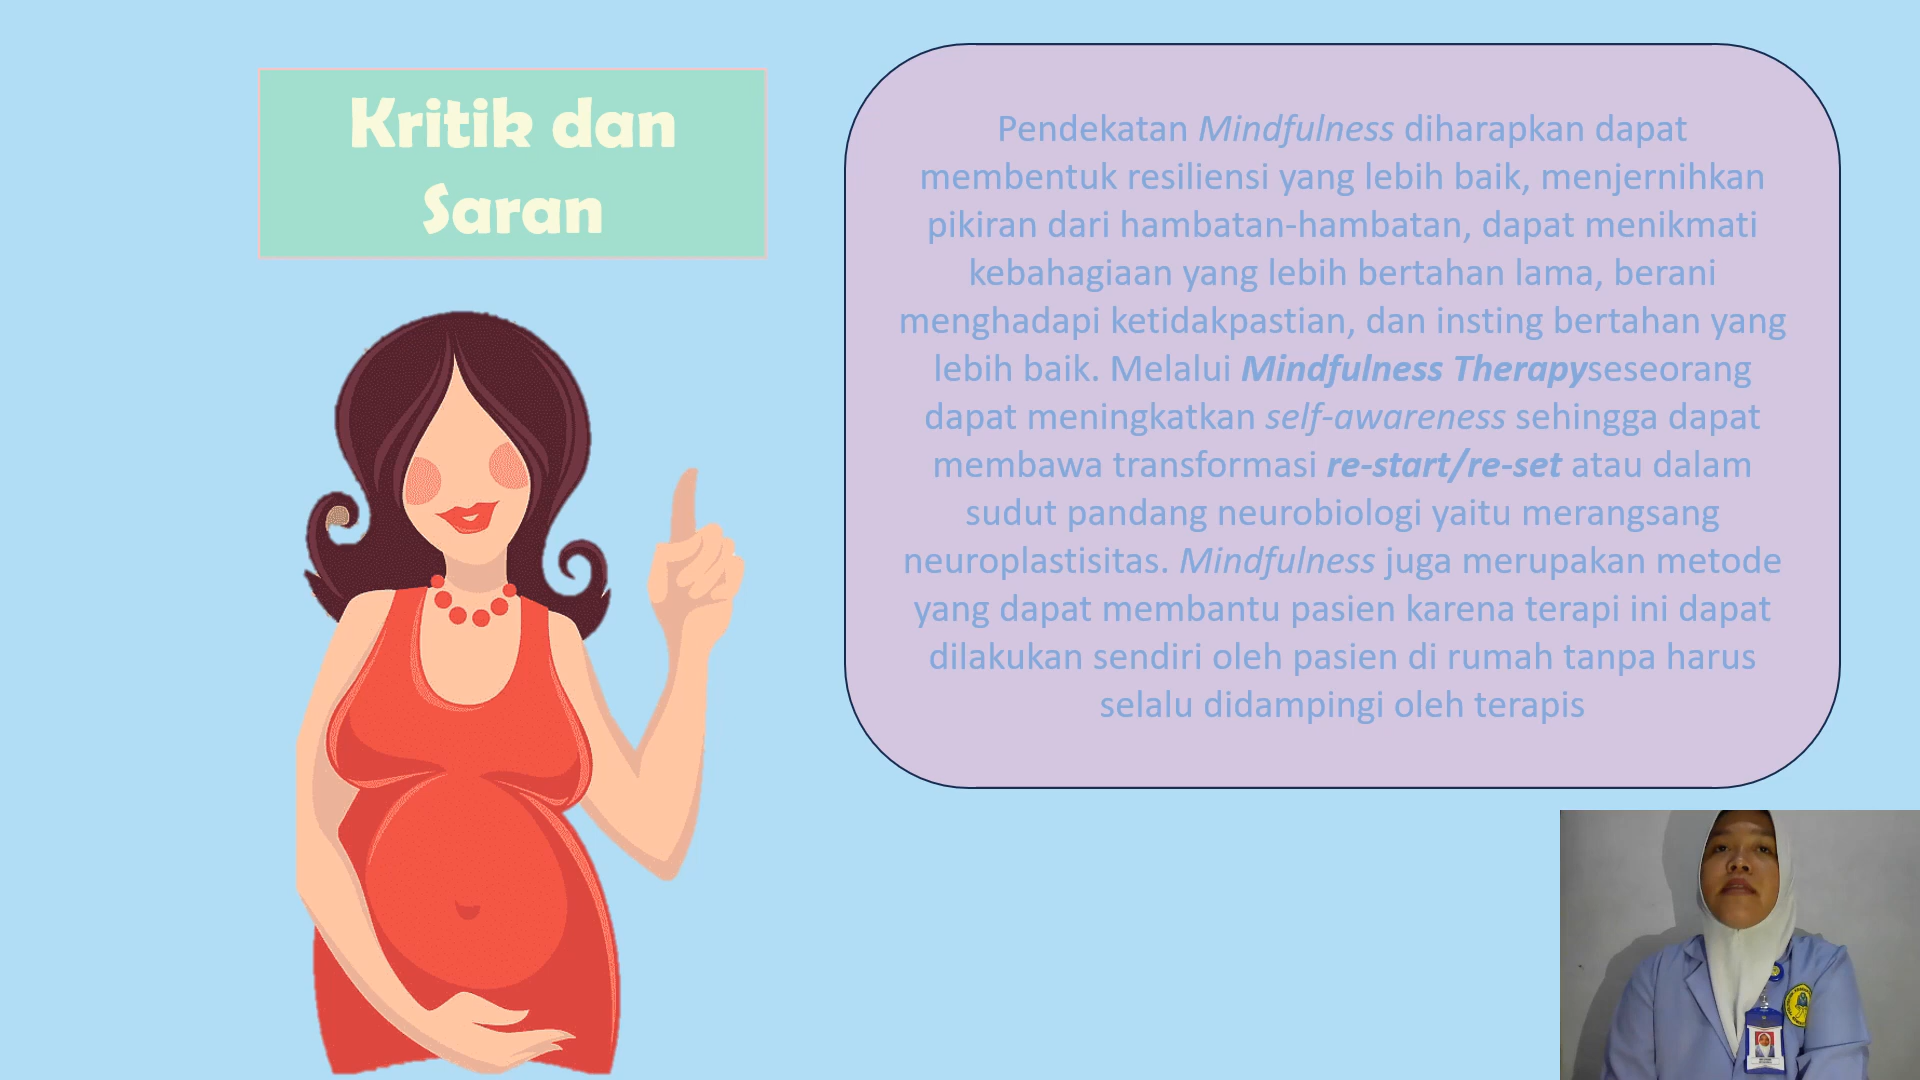 Kritik dan
Saran
Pendekatan Mindfulness diharapkan dapat
membentuk resiliensi yang lebih baik, menjernihkan
pikiran dari hambatan-hambatan, dapat menikmati
kebahagiaan yang lebih bertahan lama, berani
menghadapi ketidakpastian, dan insting bertahan yang
lebih baik. Melalui Mindfulness Therapyseseorang
dapat meningkatkan self-awareness sehingga dapat
membawa transformasi re-start/re-set atau dalam
sudut pandang neurobiologi yaitu merangsang
neuroplastisitas. Mindfulness juga merupakan metode
yang dapat membantu pasien karena terapi ini dapat
dilakukan sendiri oleh pasien di rumah tanpa harus
selalu didampingi oleh terapis